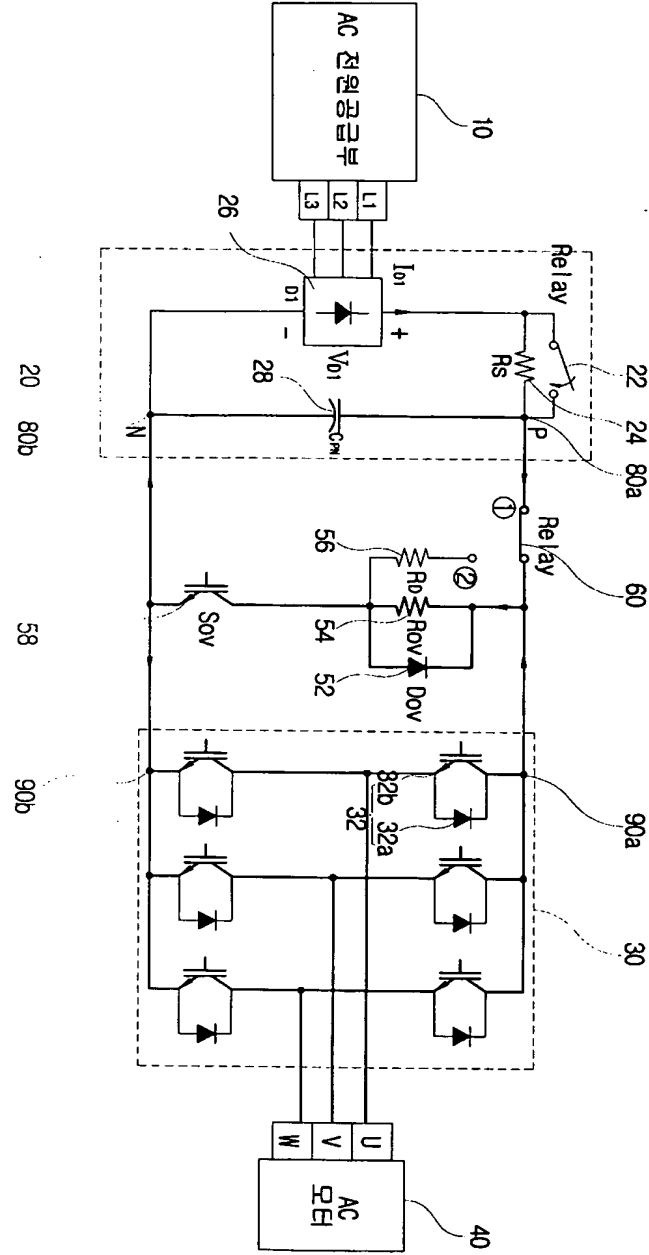 AC 전원공급부
10
L1
L2
L3
26
I01
D1
V01
+
-
Relay
22
24
Rs
28
CPN
P
N
80a
20
80b
①
Relay
60
②
56
RD
54
Rov
52
Dov
Sov
58
90a
90b
82b
32a
32
30
U
V
W
AC
모터
40